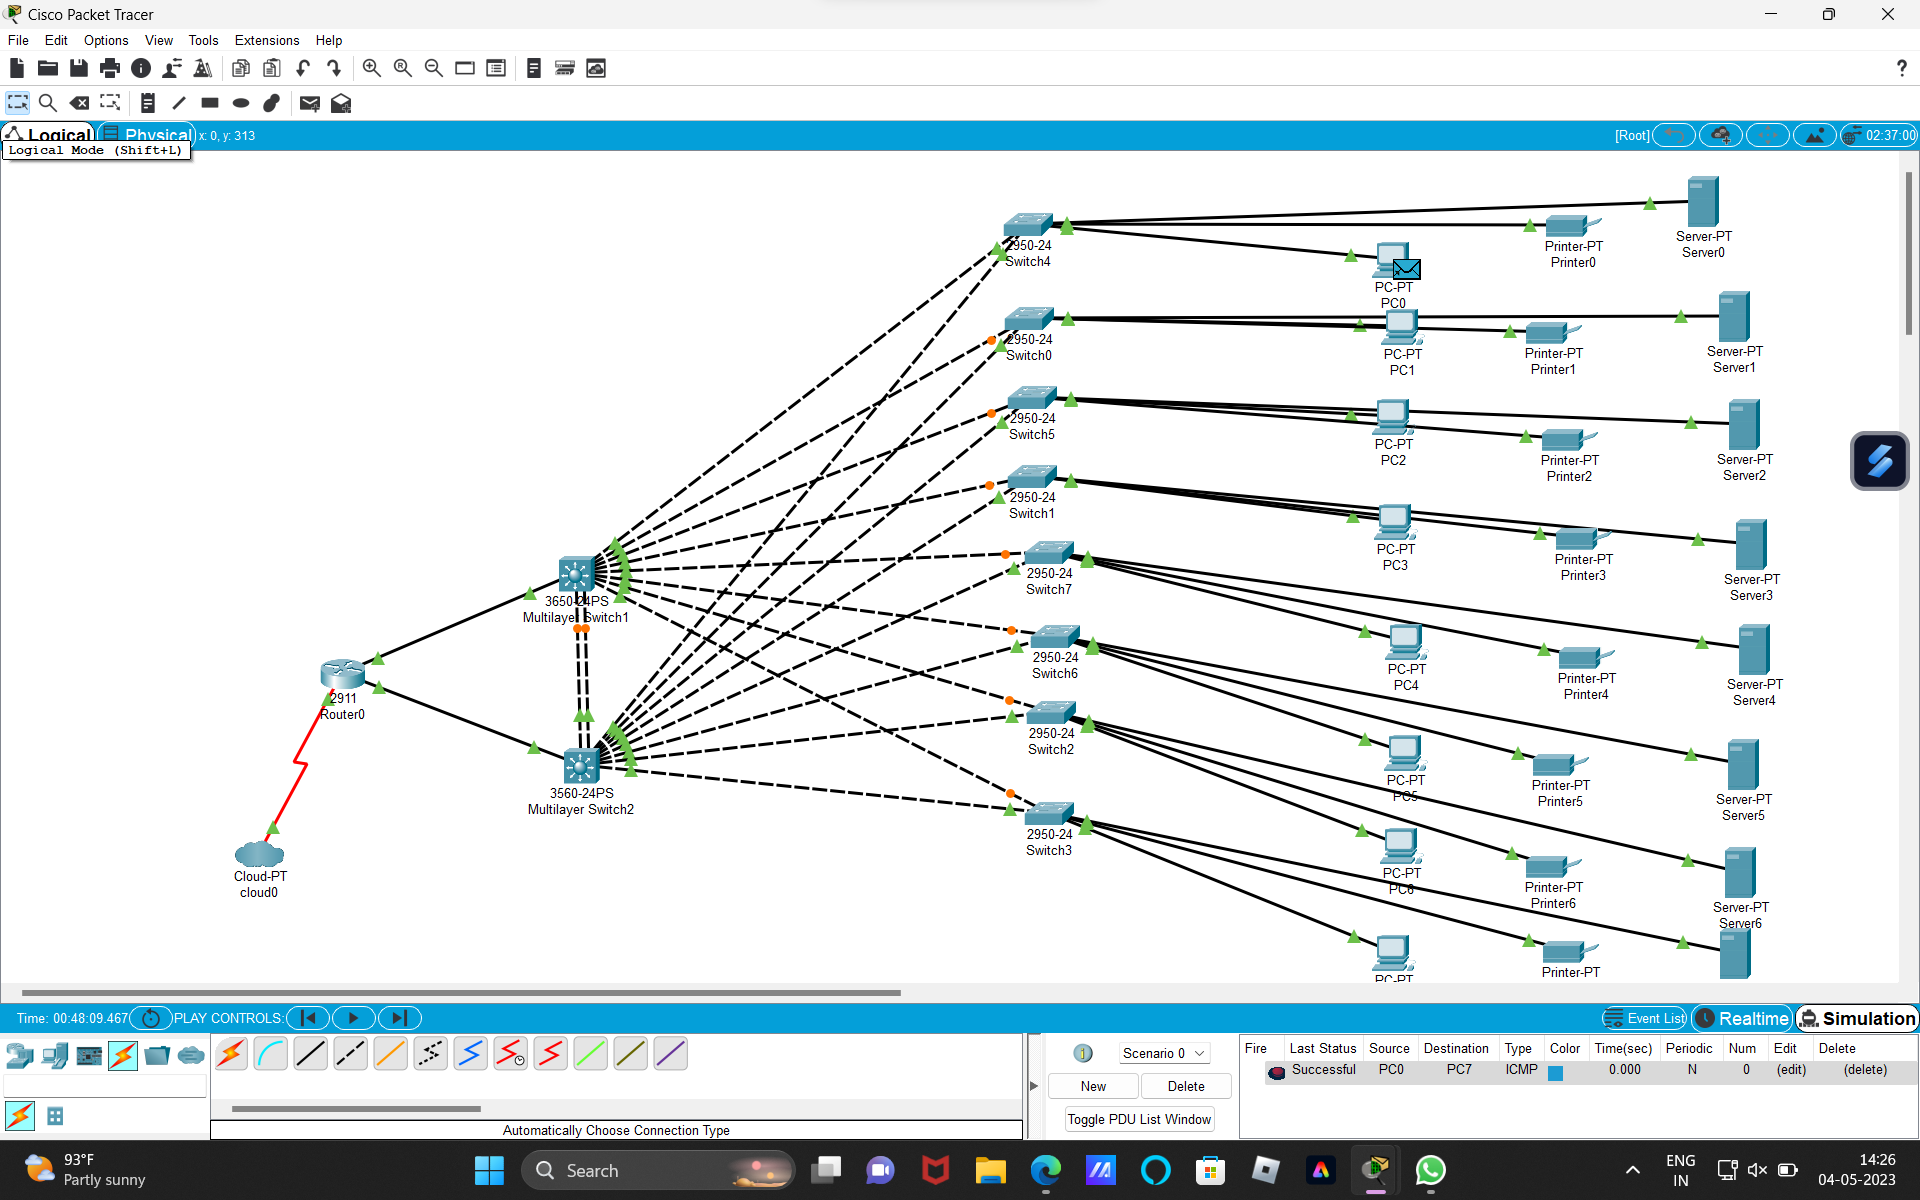 Cisco Packet Tracer
File Edit Options View Tools Extensions Help
Logical Physical x: 0, y: 313 [Root] 02:37:00
Logical Mode (Shift+L)
2950-24
Switch4
Printer-PT
Printer0
Server-PT
Server0
PC-PT
PC0
2950-24
Switch0
PC-PT
PC1
Printer-PT
Printer1
Server-PT
Server1
2950-24
Switch5
PC-PT
PC2
Printer-PT
Printer2
Server-PT
Server2
2950-24
Switch1
PC-PT
PC3
Printer-PT
Printer3
Server-PT
Server3
2950-24
Switch7
3650-24PS
Multilayer Switch1
2950-24
Switch6
PC-PT
PC4
Printer-PT
Printer4
Server-PT
Server4
2911
Router0
2950-24
Switch2
PC-PT
PC5
Printer-PT
Printer5
Server-PT
Server5
3560-24PS
Multilayer Switch2
2950-24
Switch3
Cloud-PT
cloud0
PC-PT
PC6
Printer-PT
Printer6
Server-PT
Server6
PC-PT
Printer-PT
Time: 00:48:09.467 PLAY CONTROLS: Event List Realtime Simulation
Scenario 0
New Delete
Toggle PDU List Window
Fire Last Status Source Destination Type Color Time(sec) Periodic Num Edit Delete
Successful PC0 PC7 ICMP 0.000 N 0 (edit) (delete)
Automatically Choose Connection Type
93°F
Partly sunny
Search
ENG
IN
14:26
04-05-2023